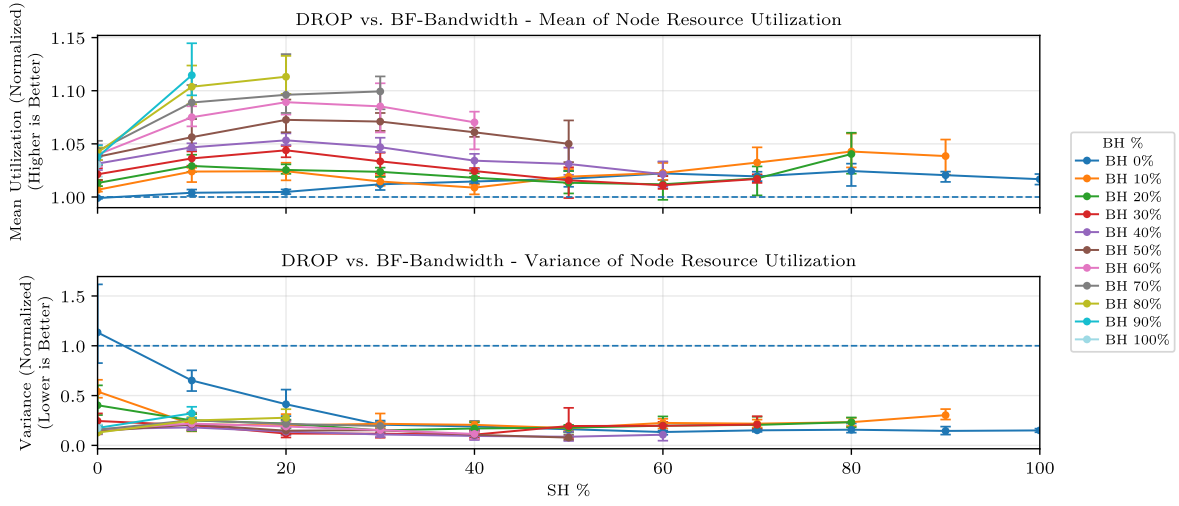 DROP vs. BF-Bandwidth - Mean of Node Resource Utilization
Mean Utilization (Normalized)
(Higher is Better)
1.15
1.10
1.05
1.00
DROP vs. BF-Bandwidth - Variance of Node Resource Utilization
Variance (Normalized)
(Lower is Better)
1.5
1.0
0.5
0.0
0
20
40
60
80
100
SH %
BH %
BH 0%
BH 10%
BH 20%
BH 30%
BH 40%
BH 50%
BH 60%
BH 70%
BH 80%
BH 90%
BH 100%